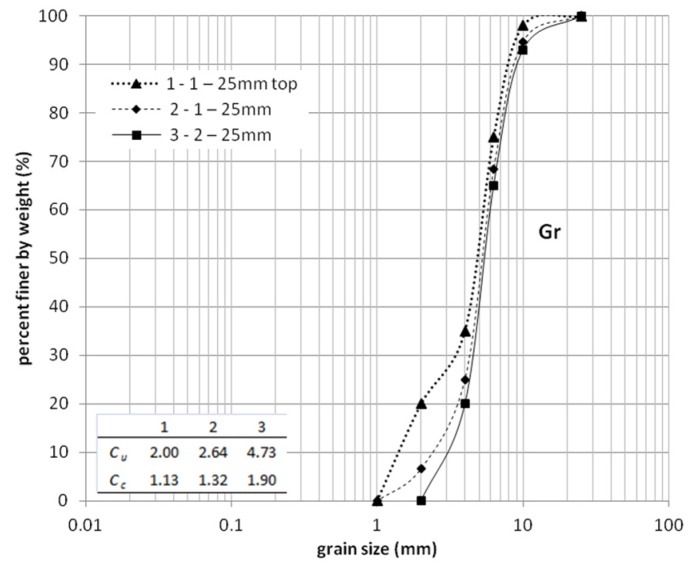 percent finer by weight (%)
100
90
80
70
60
50
40
30
20
10
0
1 - 1 – 25mm top
2 - 1 – 25mm
3 - 2 – 25mm
Gr
1 2 3
Cu 2.00 2.64 4.73
Cc 1.13 1.32 1.90
0.01 0.1 1 10 100
grain size (mm)